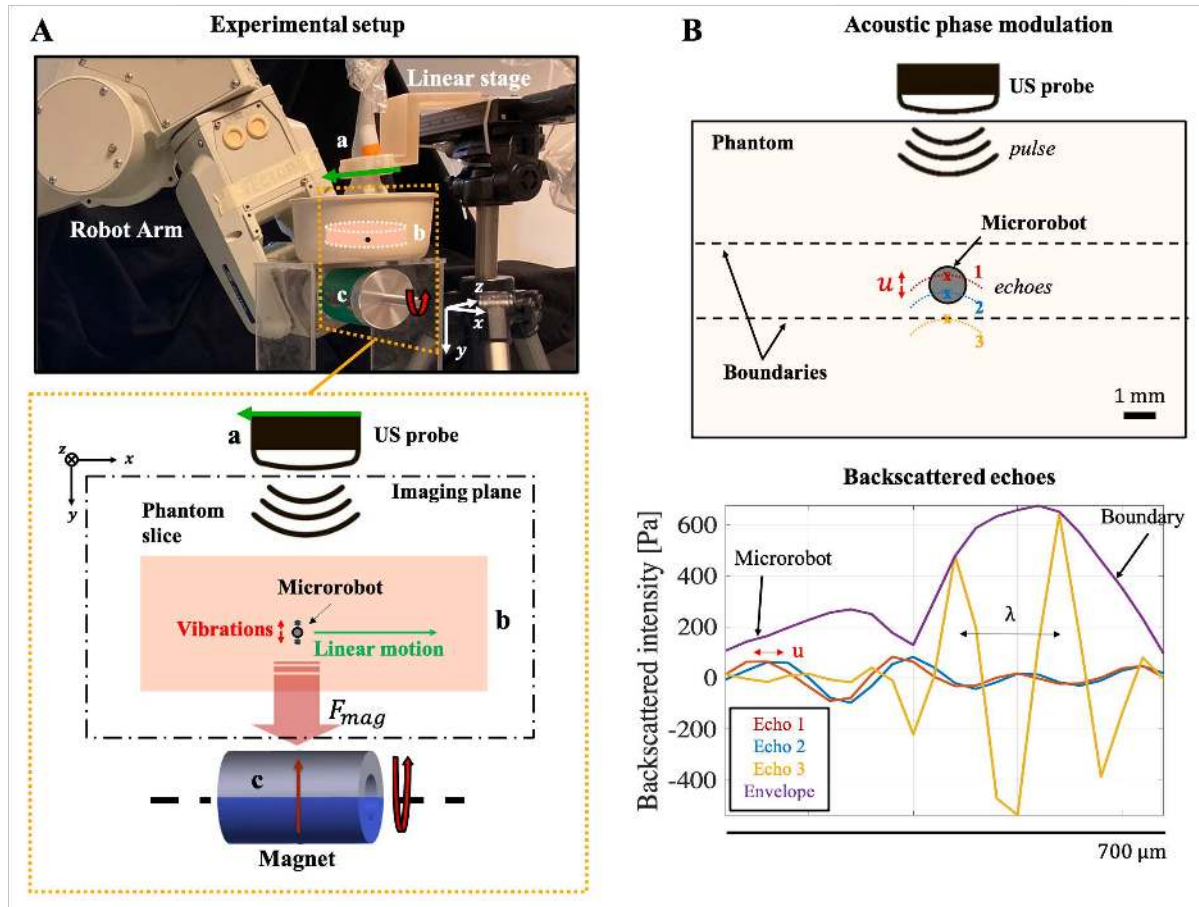 A
Experimental setup
Linear stage
a
Robot Arm
b
c
z
x
y
a
US probe
z
x
y
Imaging plane
Phantom
slice
Microrobot
b
Vibrations
Linear motion
F_mag
c
Magnet
B
Acoustic phase modulation
US probe
Phantom
pulse
Microrobot
u
x
1
echoes
x
2
x
3
Boundaries
1 mm
Backscattered echoes
Backscattered intensity [Pa]
600
400
200
0
-200
-400
Microrobot
Boundary
λ
u
Echo 1
Echo 2
Echo 3
Envelope
700 μm